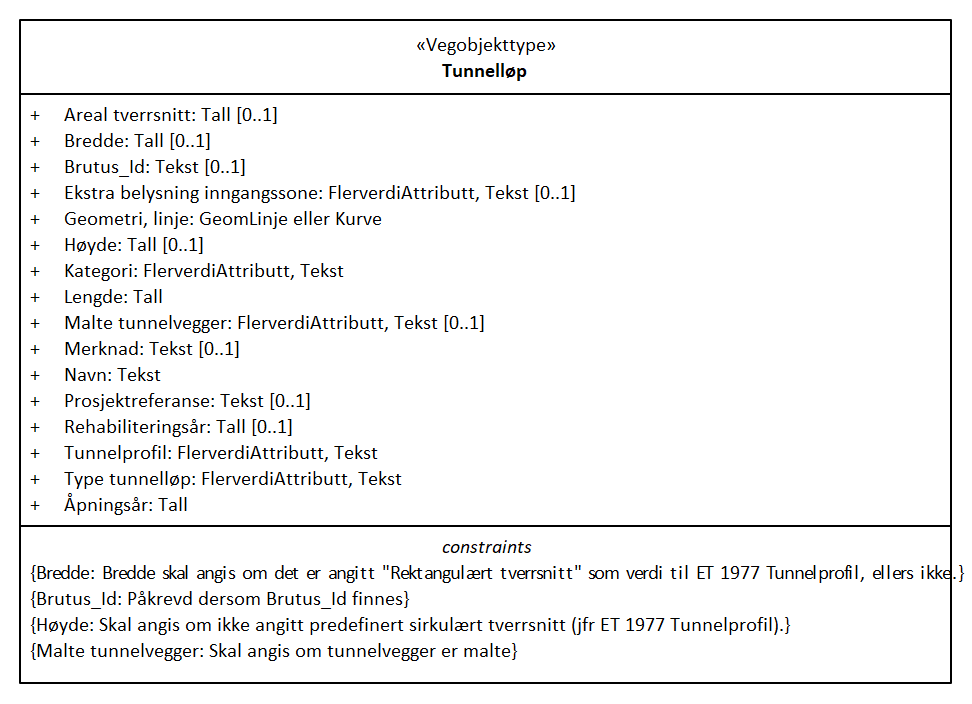 «Vegobjekttype»
Tunnelløp
+ Areal tverrsnitt: Tall [0..1]
+ Bredde: Tall [0..1]
+ Brutus_Id: Tekst [0..1]
+ Ekstra belysning inngangssone: FlerverdiAttributt, Tekst [0..1]
+ Geometri, linje: GeomLinje eller Kurve
+ Høyde: Tall [0..1]
+ Kategori: FlerverdiAttributt, Tekst
+ Lengde: Tall
+ Malte tunnelvegger: FlerverdiAttributt, Tekst [0..1]
+ Merknad: Tekst [0..1]
+ Navn: Tekst
+ Prosjektreferanse: Tekst [0..1]
+ Rehabiliteringsår: Tall [0..1]
+ Tunnelprofil: FlerverdiAttributt, Tekst
+ Type tunnelløp: FlerverdiAttributt, Tekst
+ Åpningsår: Tall
constraints
{Bredde: Bredde skal angis om det er angitt "Rektangulært tverrsnitt" som verdi til ET 1977 Tunnelprofil, ellers ikke.}
{Brutus_Id: Påkrevd dersom Brutus_Id finnes}
{Høyde: Skal angis om ikke angitt predefinert sirkulært tverrsnitt (jfr ET 1977 Tunnelprofil).}
{Malte tunnelvegger: Skal angis om tunnelvegger er malte}